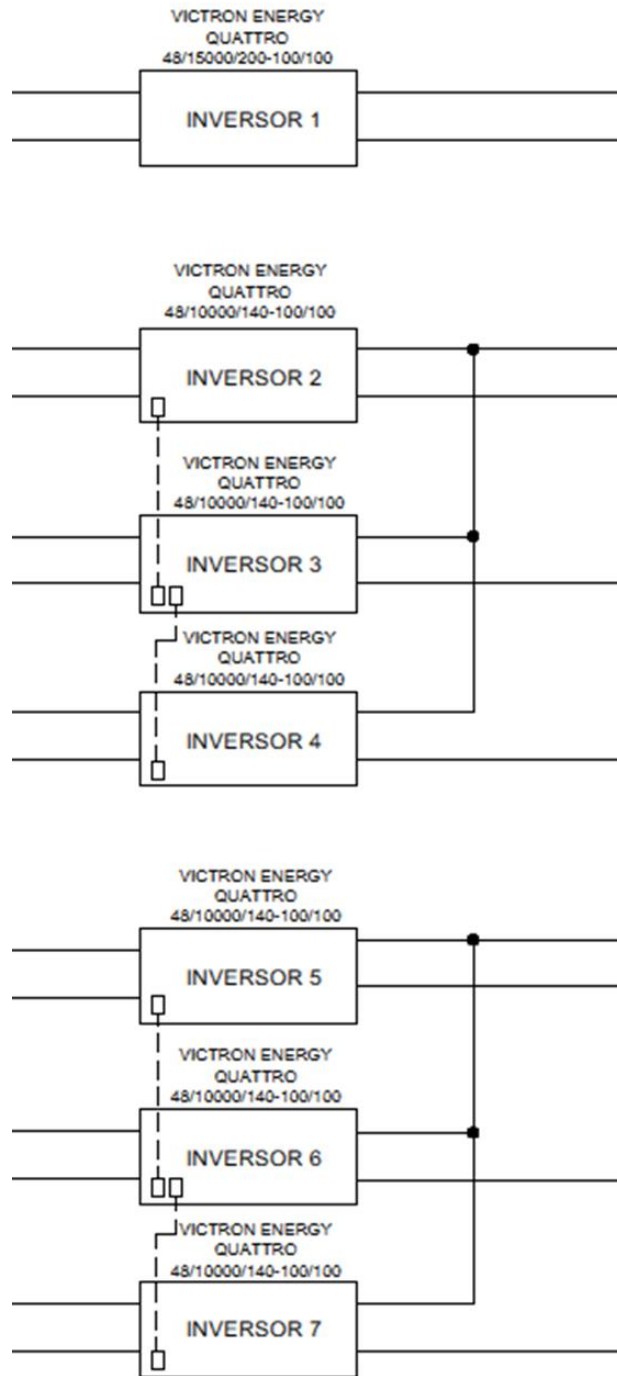 VICTRON ENERGY
QUATTRO
48/15000/200-100/100
INVERSOR 1
VICTRON ENERGY
QUATTRO
48/10000/140-100/100
INVERSOR 2
VICTRON ENERGY
QUATTRO
48/10000/140-100/100
INVERSOR 3
VICTRON ENERGY
QUATTRO
48/10000/140-100/100
INVERSOR 4
VICTRON ENERGY
QUATTRO
48/10000/140-100/100
INVERSOR 5
VICTRON ENERGY
QUATTRO
48/10000/140-100/100
INVERSOR 6
VICTRON ENERGY
QUATTRO
48/10000/140-100/100
INVERSOR 7